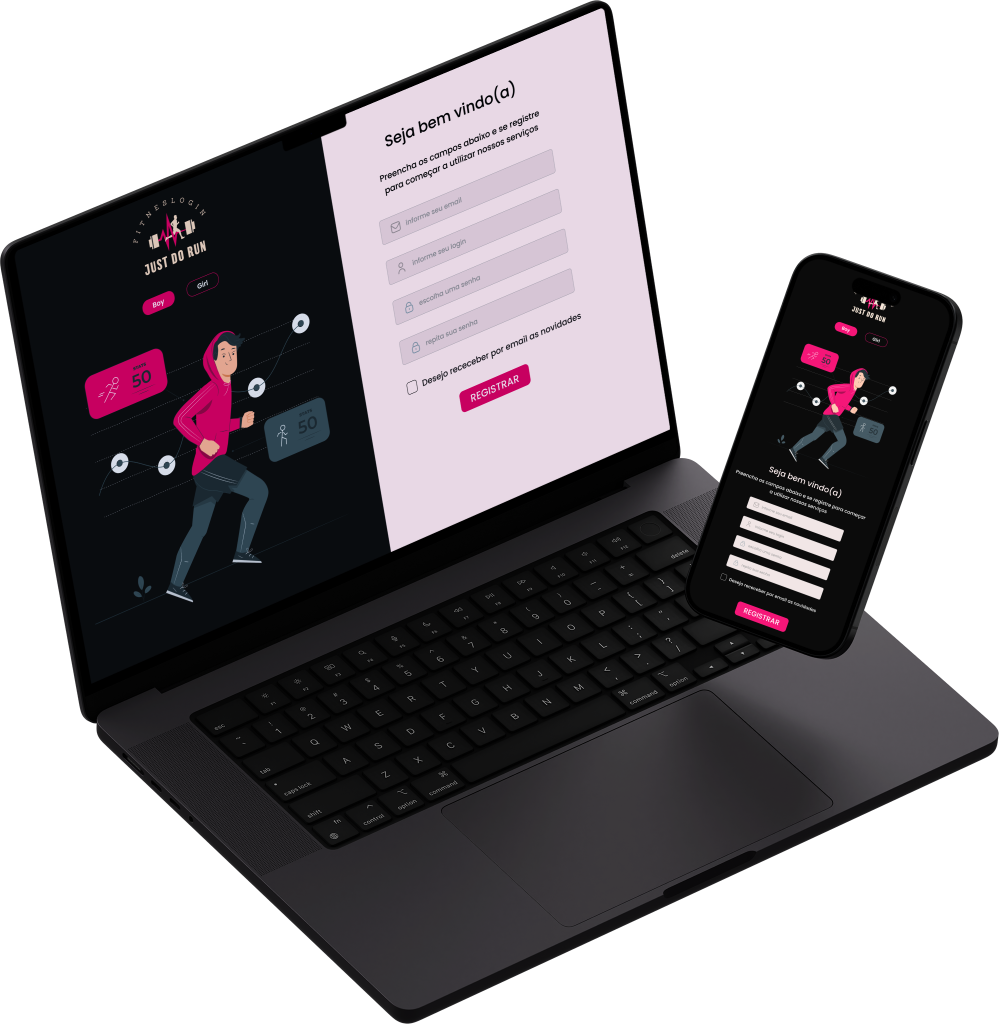 FITNESLOGIN
JUST DO RUN
Boy
Girl
50
50
Seja bem vindo(a)
Preencha os campos abaixo e se registre
para começar a utilizar nossos serviços
informe seu email
informe seu login
escolha uma senha
repita sua senha
Desejo receceber por email as novidades
REGISTRAR
JUST DO RUN
Boy
Girl
50
50
Seja bem vindo(a)
Preencha os campos abaixo e se registre para começar
a utilizar nossos serviços
Desejo receceber por email as novidades
REGISTRAR
esc
delete
tab
Q W E R T Y U I O P
caps lock
A S D F G H J K L
shift
Z X C V B N M
fn
control
option
command
command
option